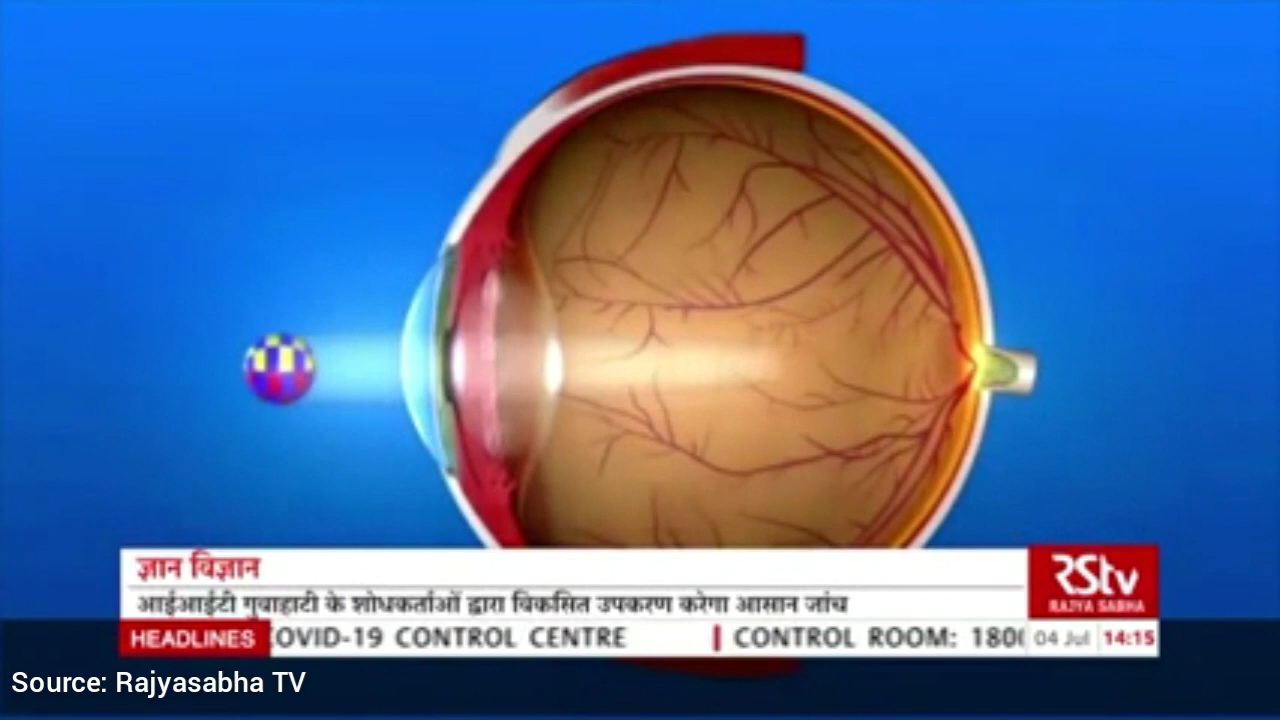 ज्ञान विज्ञान
आईआईटी गुवाहाटी के शोधकर्ताओं द्वारा विकसित उपकरण करेगा आसान जांच
RStv
RAJYA SABHA
HEADLINES OVID-19 CONTROL CENTRE | CONTROL ROOM: 180 04 Jul 14:15
Source: Rajyasabha TV